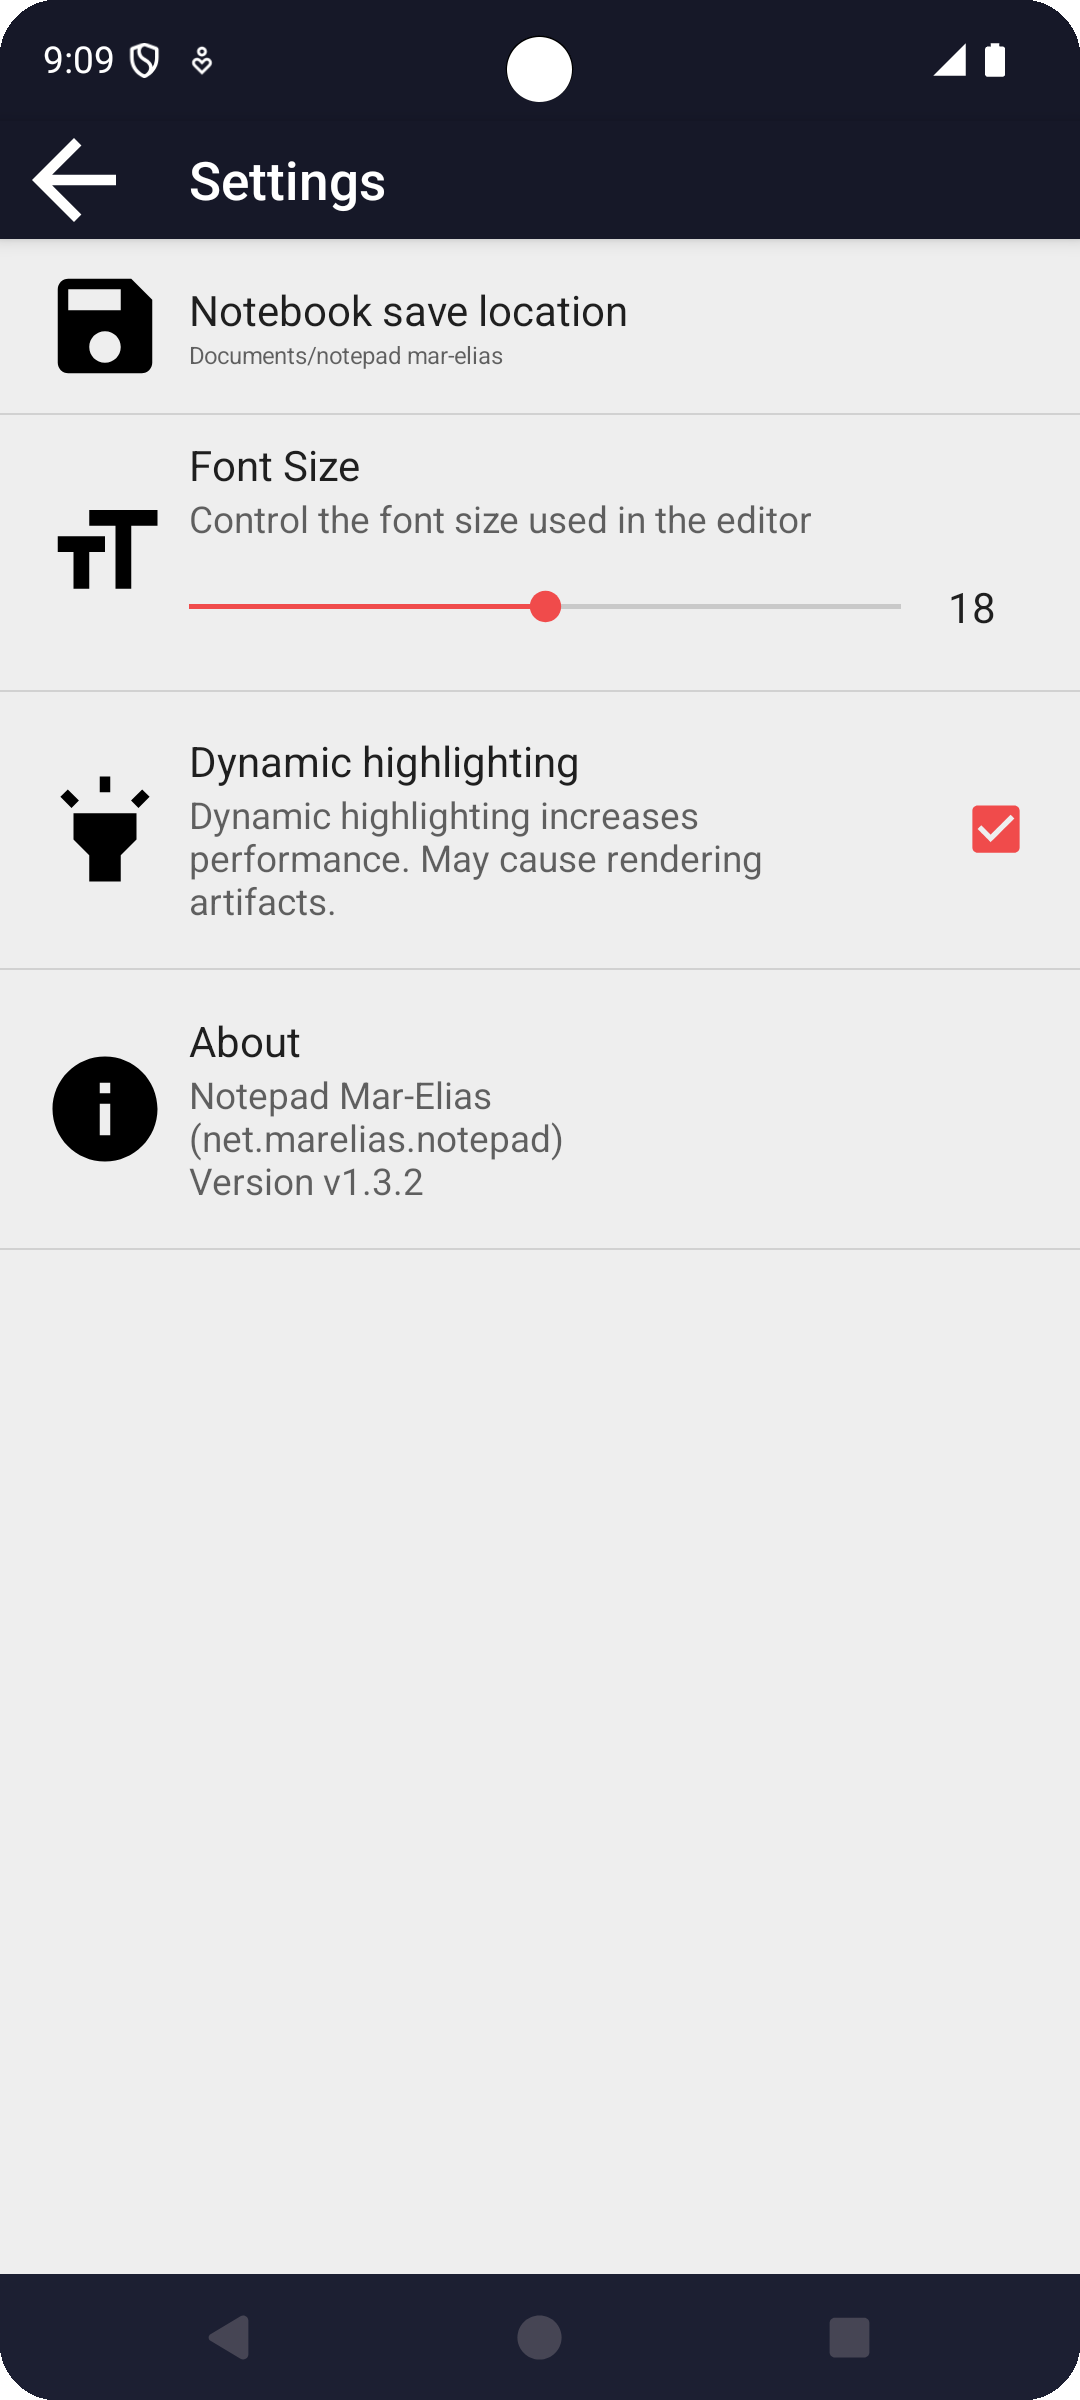 9:09
Settings
Notebook save location
Documents/notepad mar-elias
Font Size
Control the font size used in the editor
18
Dynamic highlighting
Dynamic highlighting increases
performance. May cause rendering
artifacts.
About
Notepad Mar-Elias
(net.marelias.notepad)
Version v1.3.2